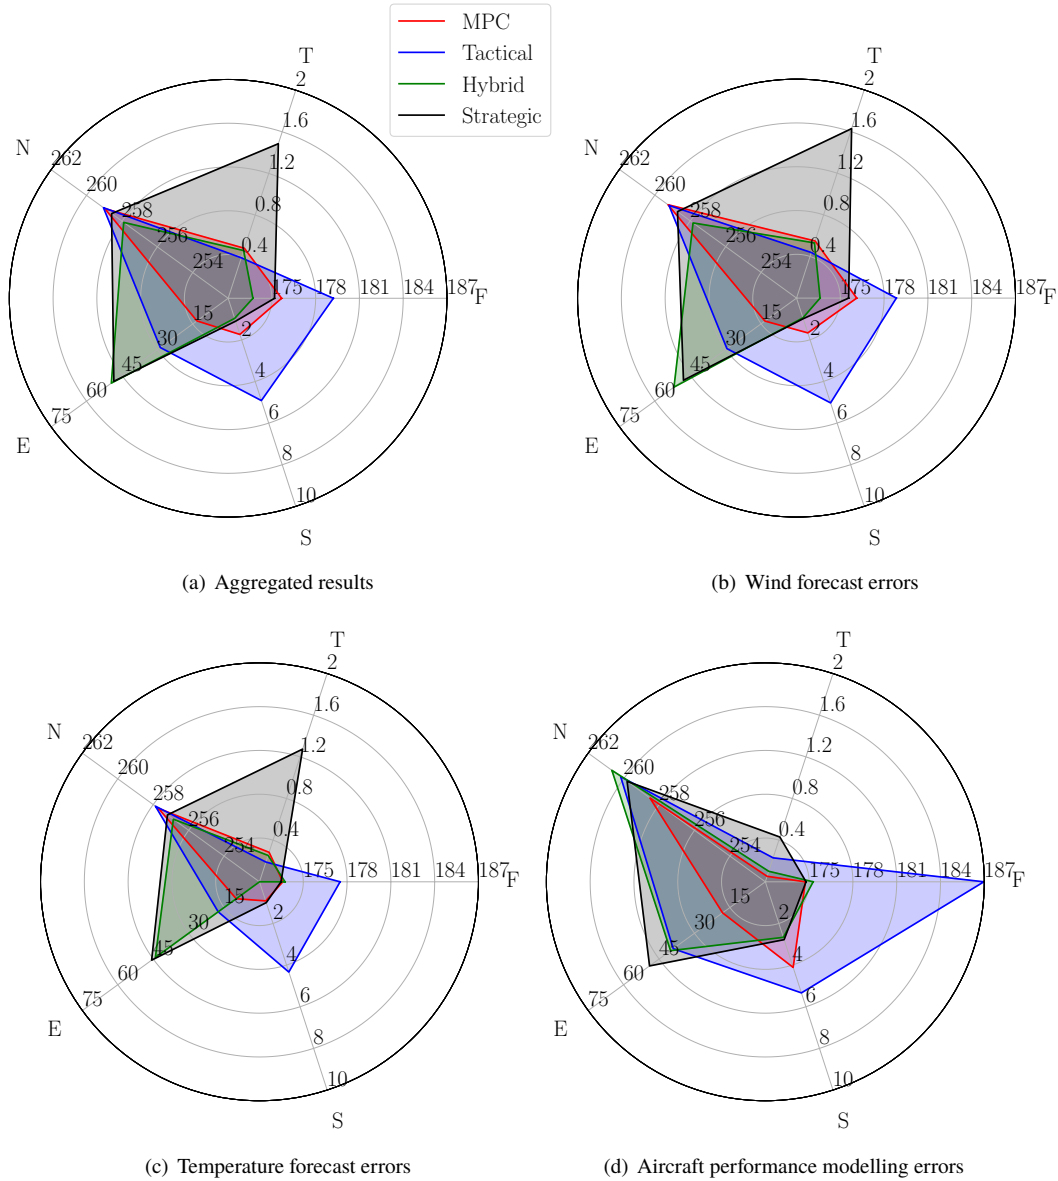 MPC
Tactical
Hybrid
Strategic
T
2
1.6
1.2
0.8
0.4
N
262
260
258
256
254
175 178 181 184 187 F
15
30
45
60
75
E
2
4
6
8
10
S
(a) Aggregated results
T
2
1.6
1.2
0.8
0.4
N
262
260
258
256
254
175 178 181 184 187 F
15
30
45
60
75
E
2
4
6
8
10
S
(b) Wind forecast errors
T
2
1.6
1.2
0.8
0.4
N
262
260
258
256
254
175 178 181 184 187 F
15
30
45
60
75
E
2
4
6
8
10
S
(c) Temperature forecast errors
T
2
1.6
1.2
0.8
0.4
N
262
260
258
256
254
175 178 181 184 187 F
15
30
45
60
75
E
2
4
6
8
10
S
(d) Aircraft performance modelling errors